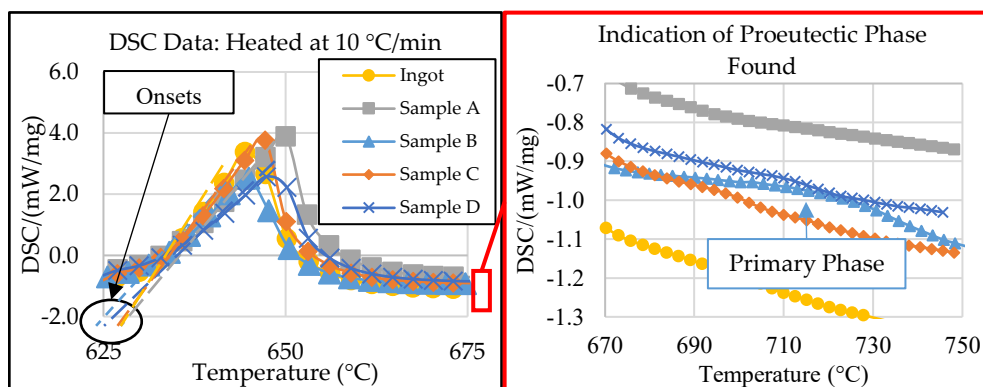 DSC Data: Heated at 10 °C/min
6.0
4.0
2.0
0.0
-2.0
DSC/(mW/mg)
Onsets
Ingot
Sample A
Sample B
Sample C
Sample D
625
650
675
Temperature (°C)
Indication of Proeutectic Phase
Found
-0.7
-0.8
-0.9
-1.0
-1.1
-1.2
-1.3
DSC/(mW/mg)
Primary Phase
670
690
710
730
750
Temperature (°C)